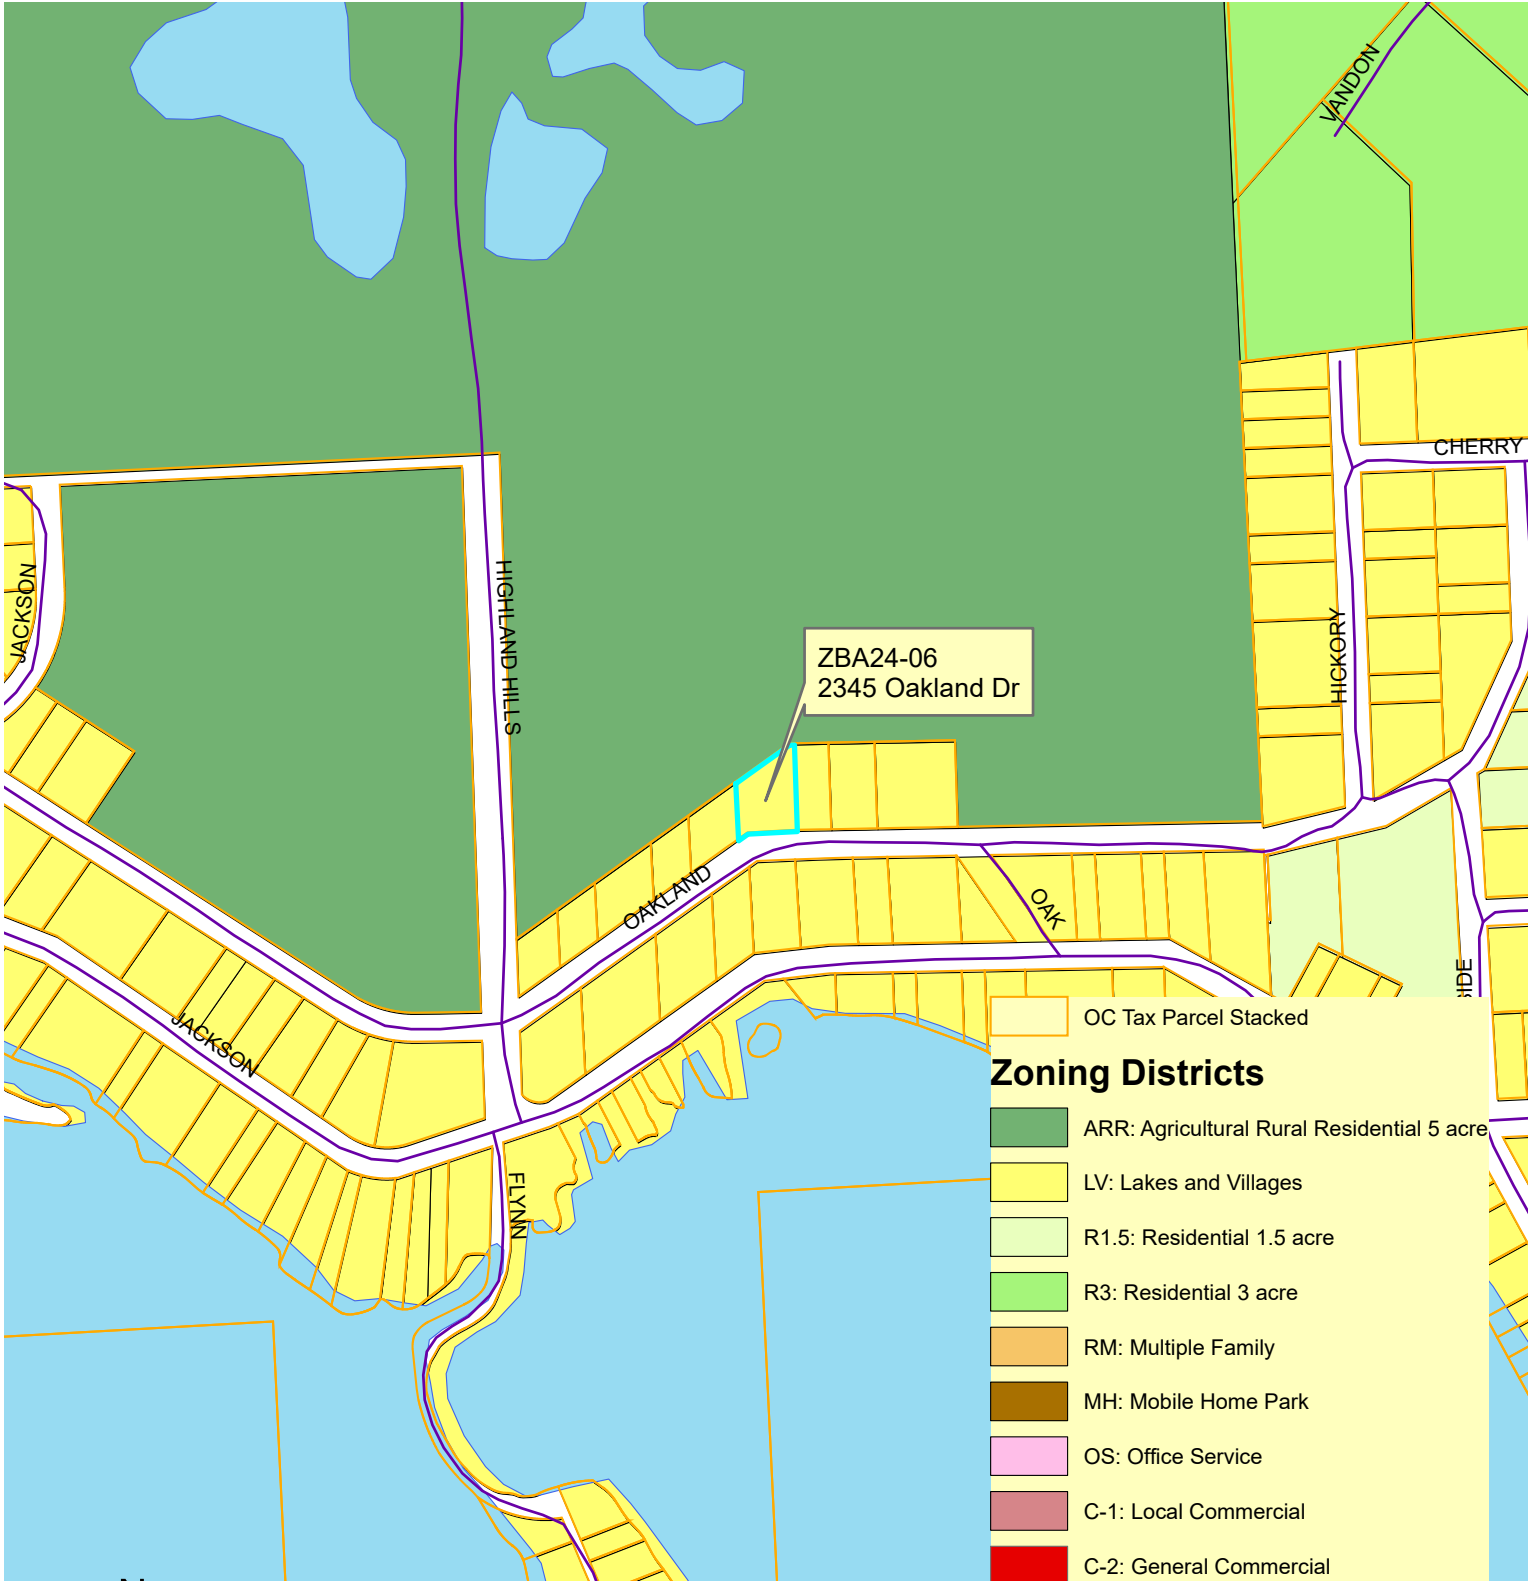 VANDON
CHERRY
JACKSON
HIGHLAND HILLS
HICKORY
ZBA24-06
2345 Oakland Dr
OAKLAND
OAK
SIDE
JACKSON
FLYNN
OC Tax Parcel Stacked
Zoning Districts
ARR: Agricultural Rural Residential 5 acre
LV: Lakes and Villages
R1.5: Residential 1.5 acre
R3: Residential 3 acre
RM: Multiple Family
MH: Mobile Home Park
OS: Office Service
C-1: Local Commercial
C-2: General Commercial